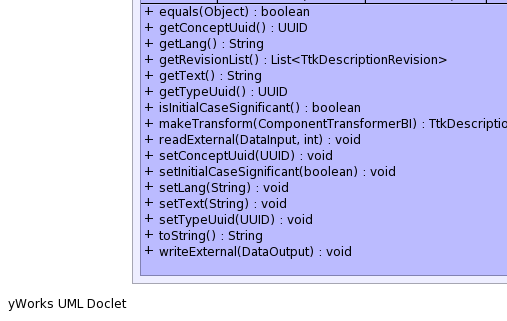 + equals(Object) : boolean
+ getConceptUuid() : UUID
+ getLang() : String
+ getRevisionList() : List<TtkDescriptionRevision>
+ getText() : String
+ getTypeUuid() : UUID
+ isInitialCaseSignificant() : boolean
+ makeTransform(ComponentTransformerBI) : TtkDescriptio
+ readExternal(DataInput, int) : void
+ setConceptUuid(UUID) : void
+ setInitialCaseSignificant(boolean) : void
+ setLang(String) : void
+ setText(String) : void
+ setTypeUuid(UUID) : void
+ toString() : String
+ writeExternal(DataOutput) : void
yWorks UML Doclet